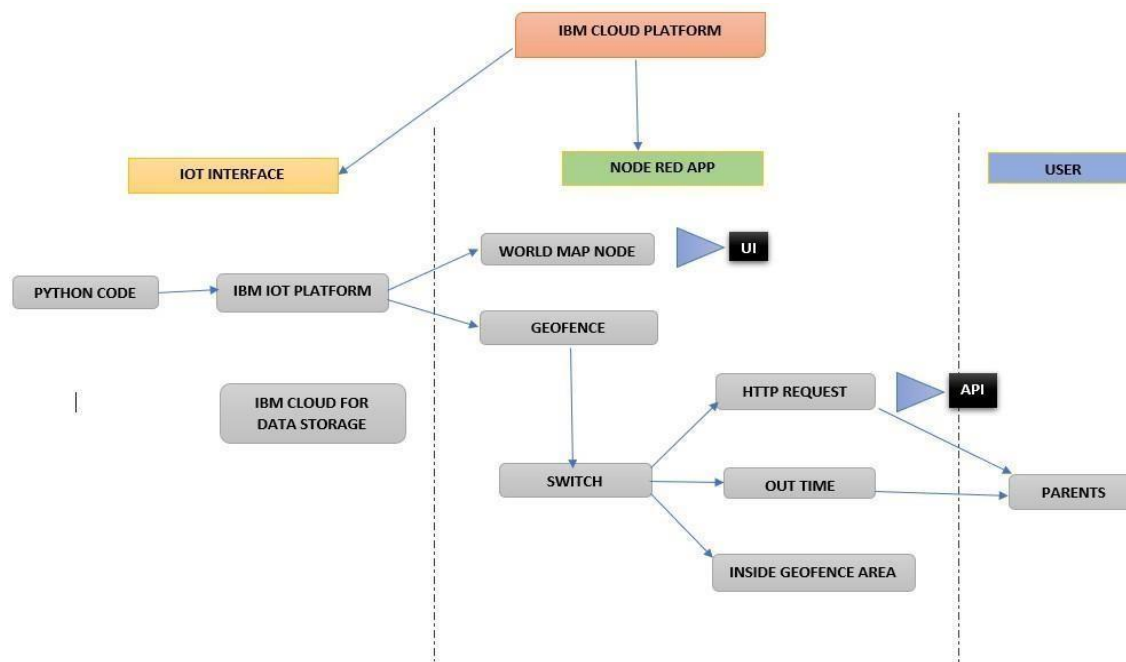 IBM CLOUD PLATFORM
IOT INTERFACE
NODE RED APP
USER
WORLD MAP NODE
UI
PYTHON CODE
IBM IOT PLATFORM
GEOFENCE
HTTP REQUEST
API
IBM CLOUD FOR
DATA STORAGE
SWITCH
OUT TIME
PARENTS
INSIDE GEOFENCE AREA